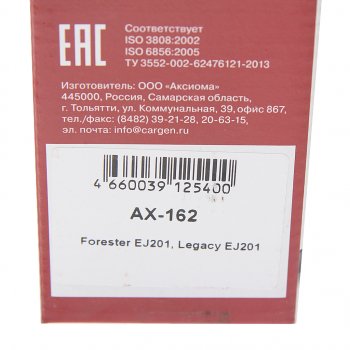 EAC
Соответствует
ISO 3808:2002
ISO 6856:2005
ТУ 3552-002-62476121-2013
Изготовитель: ООО «Аксиома»
445000, Россия, Самарская область,
г. Тольятти, ул. Коммунальная, 39, офис 867,
тел./факс: (8482) 39-21-28, 20-63-15,
эл. почта: info@cargen.com
4 660039 125400
AX-162
Forester EJ201, Legacy EJ201